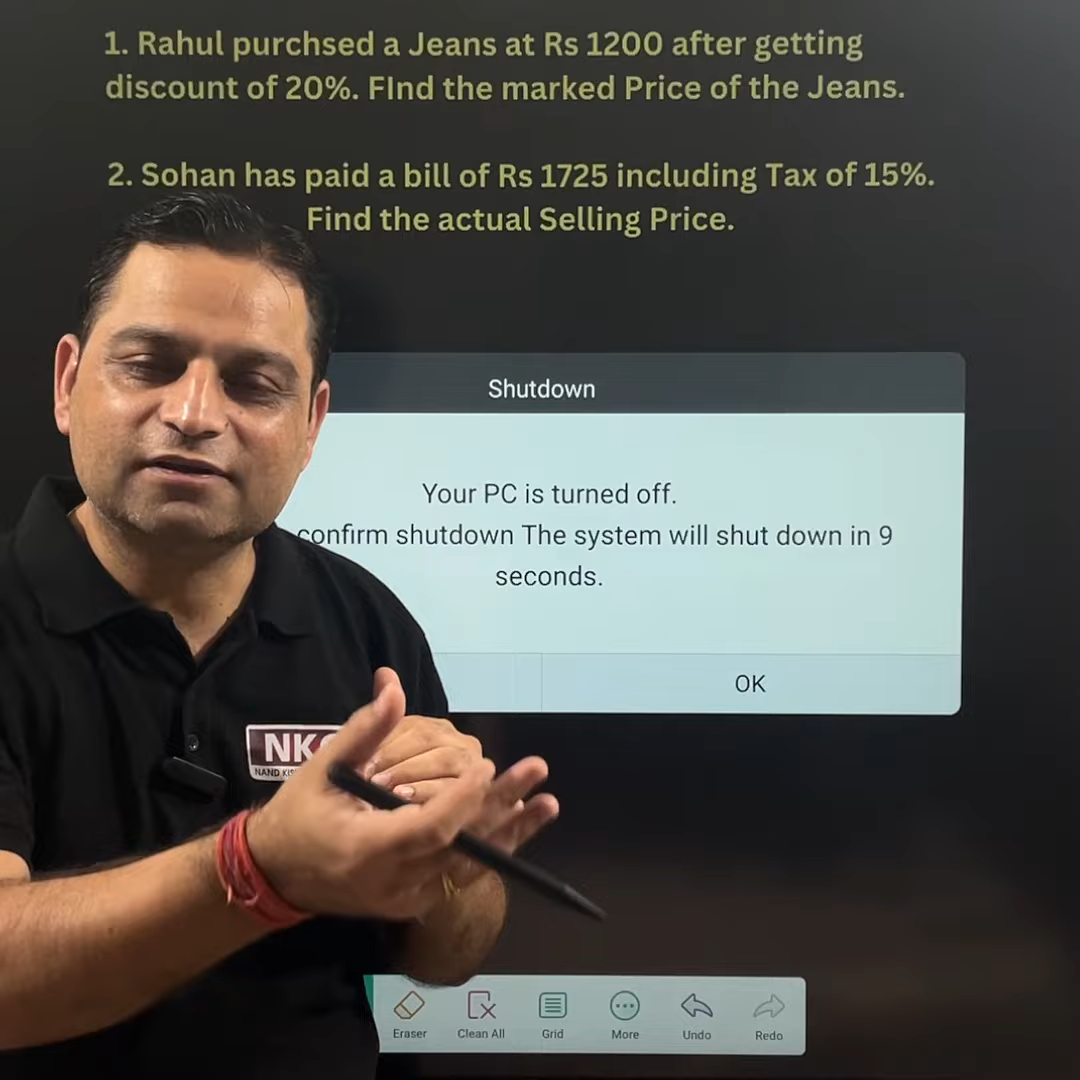 1. Rahul purchsed a Jeans at Rs 1200 after getting
discount of 20%. FInd the marked Price of the Jeans.
2. Sohan has paid a bill of Rs 1725 including Tax of 15%.
Find the actual Selling Price.
Shutdown
Your PC is turned off.
confirm shutdown The system will shut down in 9
seconds.
OK
NK
NAND
Eraser Clean All Grid More Undo Redo